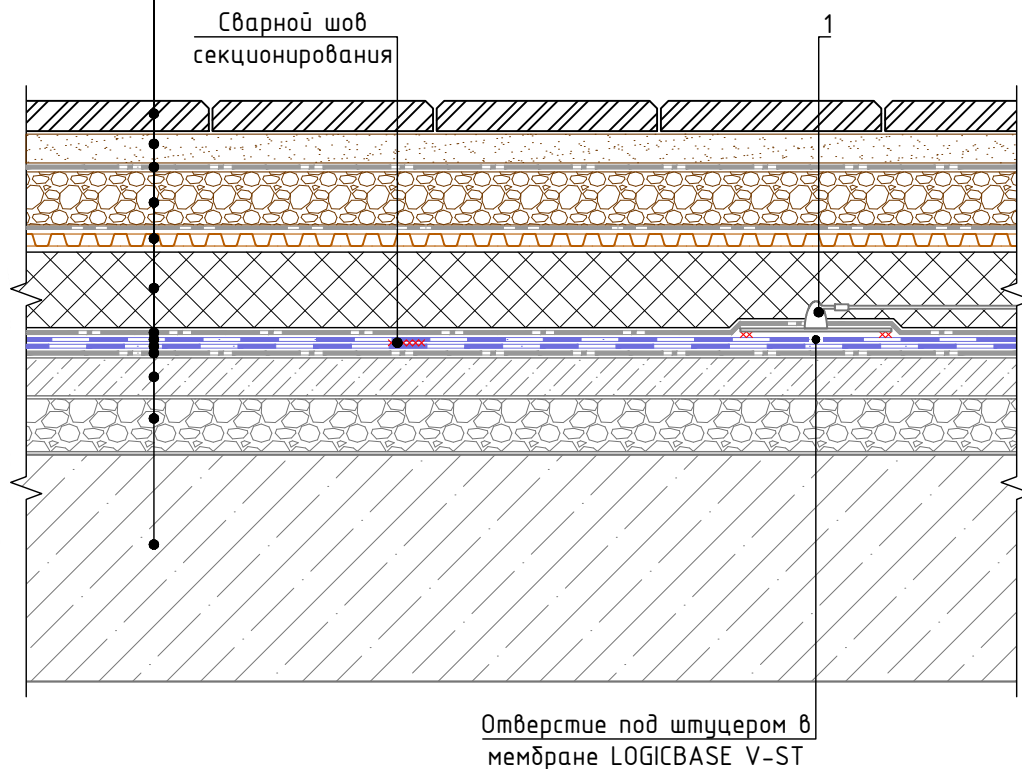 Сварной шов
секционирования
1
Отверстие под штуцером в
мембране LOGICBASE V-ST